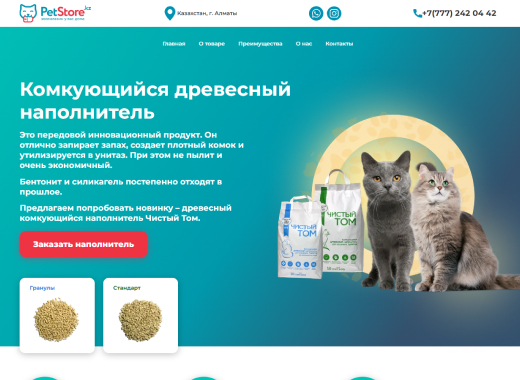 PetStore.kz
Казахстан, г. Алматы
+7(777) 242 04 42
Главная О товаре Преимущества О нас Контакты
Комкующийся древесный
наполнитель
Это передовой инновационный продукт. Он
отлично запирает запах, создает плотный комок и
утилизируется в унитаз. При этом не пылит и
очень экономичный.
Бентонит и силикагель постепенно отходят в
прошлое.
Предлагаем попробовать новинку – древесный
комкующийся наполнитель Чистый Том.
Заказать наполнитель
ЧИСТЫЙ
ТОМ
ЧИСТЫЙ
ТОМ
Гранулы
Стандарт